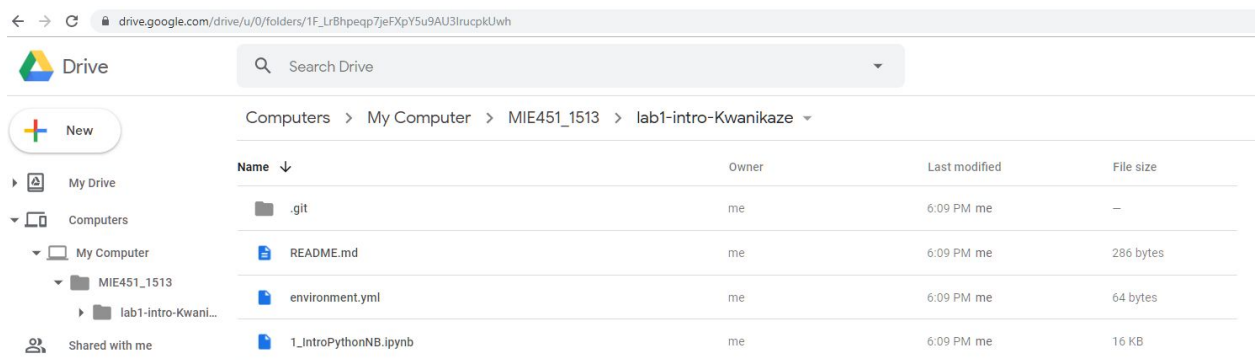 drive.google.com/drive/u/0/folders/1F_LrBhpeqp7jeFXpY5u9AU3IrucpkUwh
Drive
Search Drive
Computers > My Computer > MIE451_1513 > lab1-intro-Kwanikaze
New
Name Owner Last modified File size
My Drive
.git me 6:09 PM me —
Computers
README.md me 6:09 PM me 286 bytes
My Computer
MIE451_1513
environment.yml me 6:09 PM me 64 bytes
lab1-intro-Kwani...
Shared with me
1_IntroPythonNB.ipynb me 6:09 PM me 16 KB